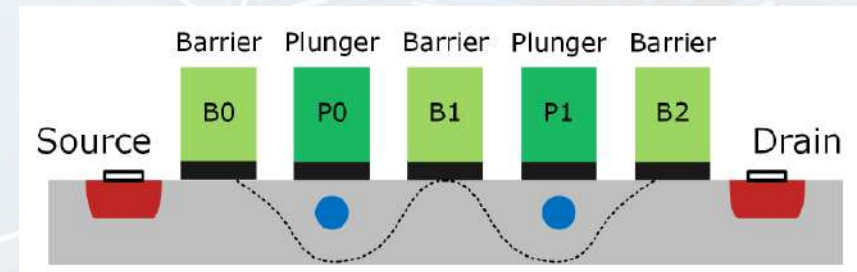 Barrier Plunger Barrier Plunger Barrier
B0 P0 B1 P1 B2
Source Drain